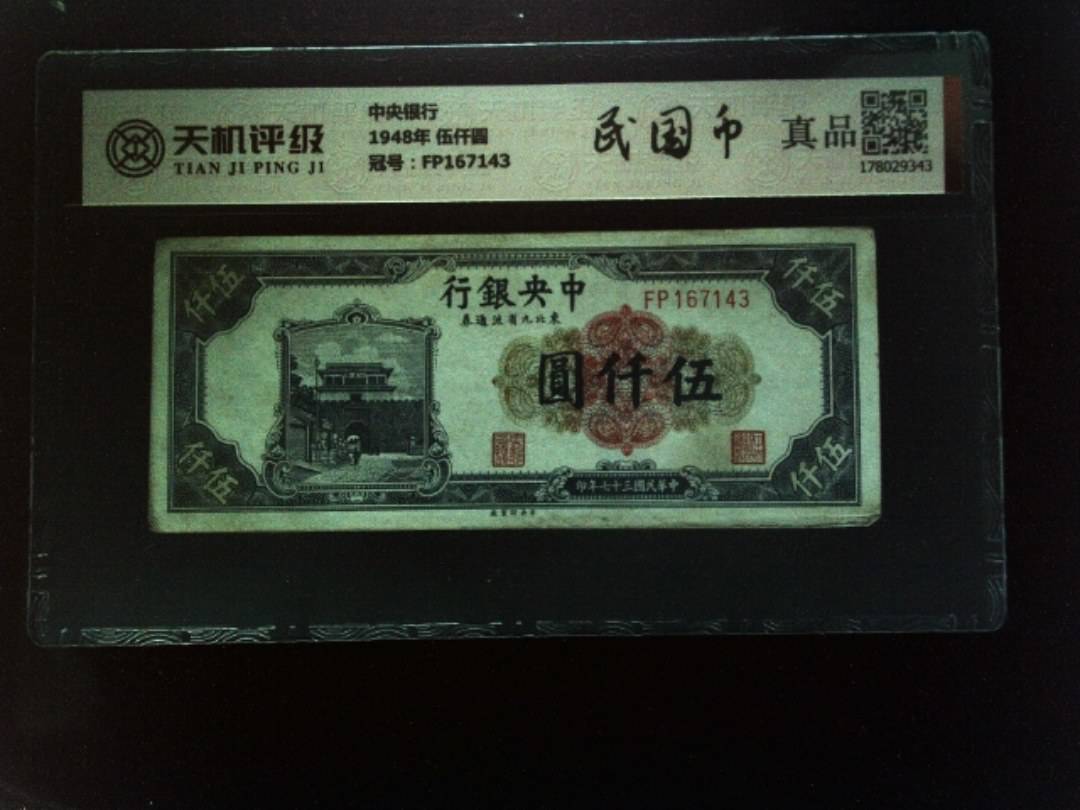 天机评级
TIAN JI PING JI
中央银行
1948年 伍仟圓
冠号：FP167143
民国币
真品
178029343
伍仟
伍仟
中央銀行
東北九省流通券
FP167143
伍仟圓
伍仟
伍仟
中華民國三十七年印